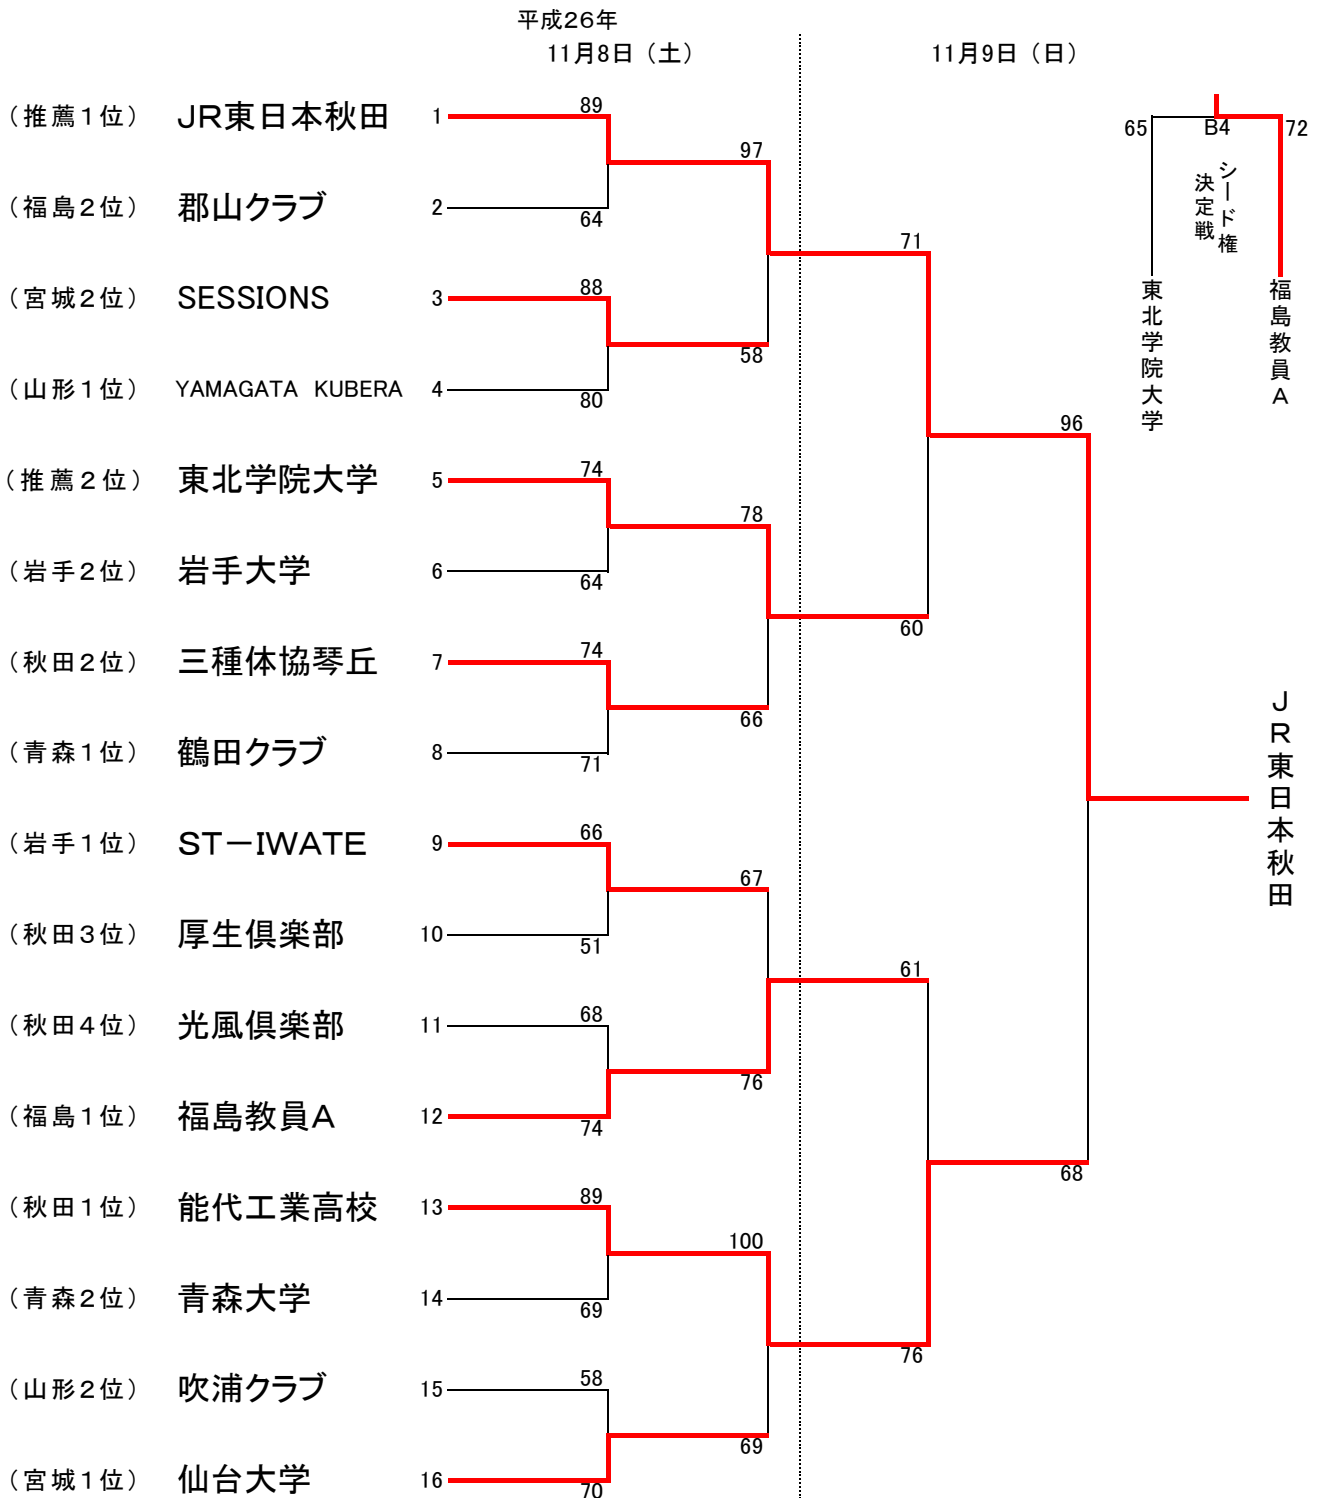 平成26年
11月8日（土）
11月9日（日）
（推薦１位） ＪＲ東日本秋田 1
89
97
（福島２位） 郡山クラブ 2
64
71
（宮城２位） SESSIONS 3
88
58
（山形１位） YAMAGATA KUBERA 4
80
96
（推薦２位） 東北学院大学 5
74
78
（岩手２位） 岩手大学 6
64
60
（秋田２位） 三種体協琴丘 7
74
66
（青森１位） 鶴田クラブ 8
71
（岩手１位） ＳＴ－ＩＷＡＴＥ 9
66
67
（秋田３位） 厚生倶楽部 10
51
61
（秋田４位） 光風倶楽部 11
68
76
（福島１位） 福島教員Ａ 12
74
68
（秋田１位） 能代工業高校 13
89
100
（青森２位） 青森大学 14
69
76
（山形２位） 吹浦クラブ 15
58
69
（宮城１位） 仙台大学 16
70
65
B4
72
シード権
決定戦
東北学院大学
福島教員Ａ
ＪＲ東日本秋田